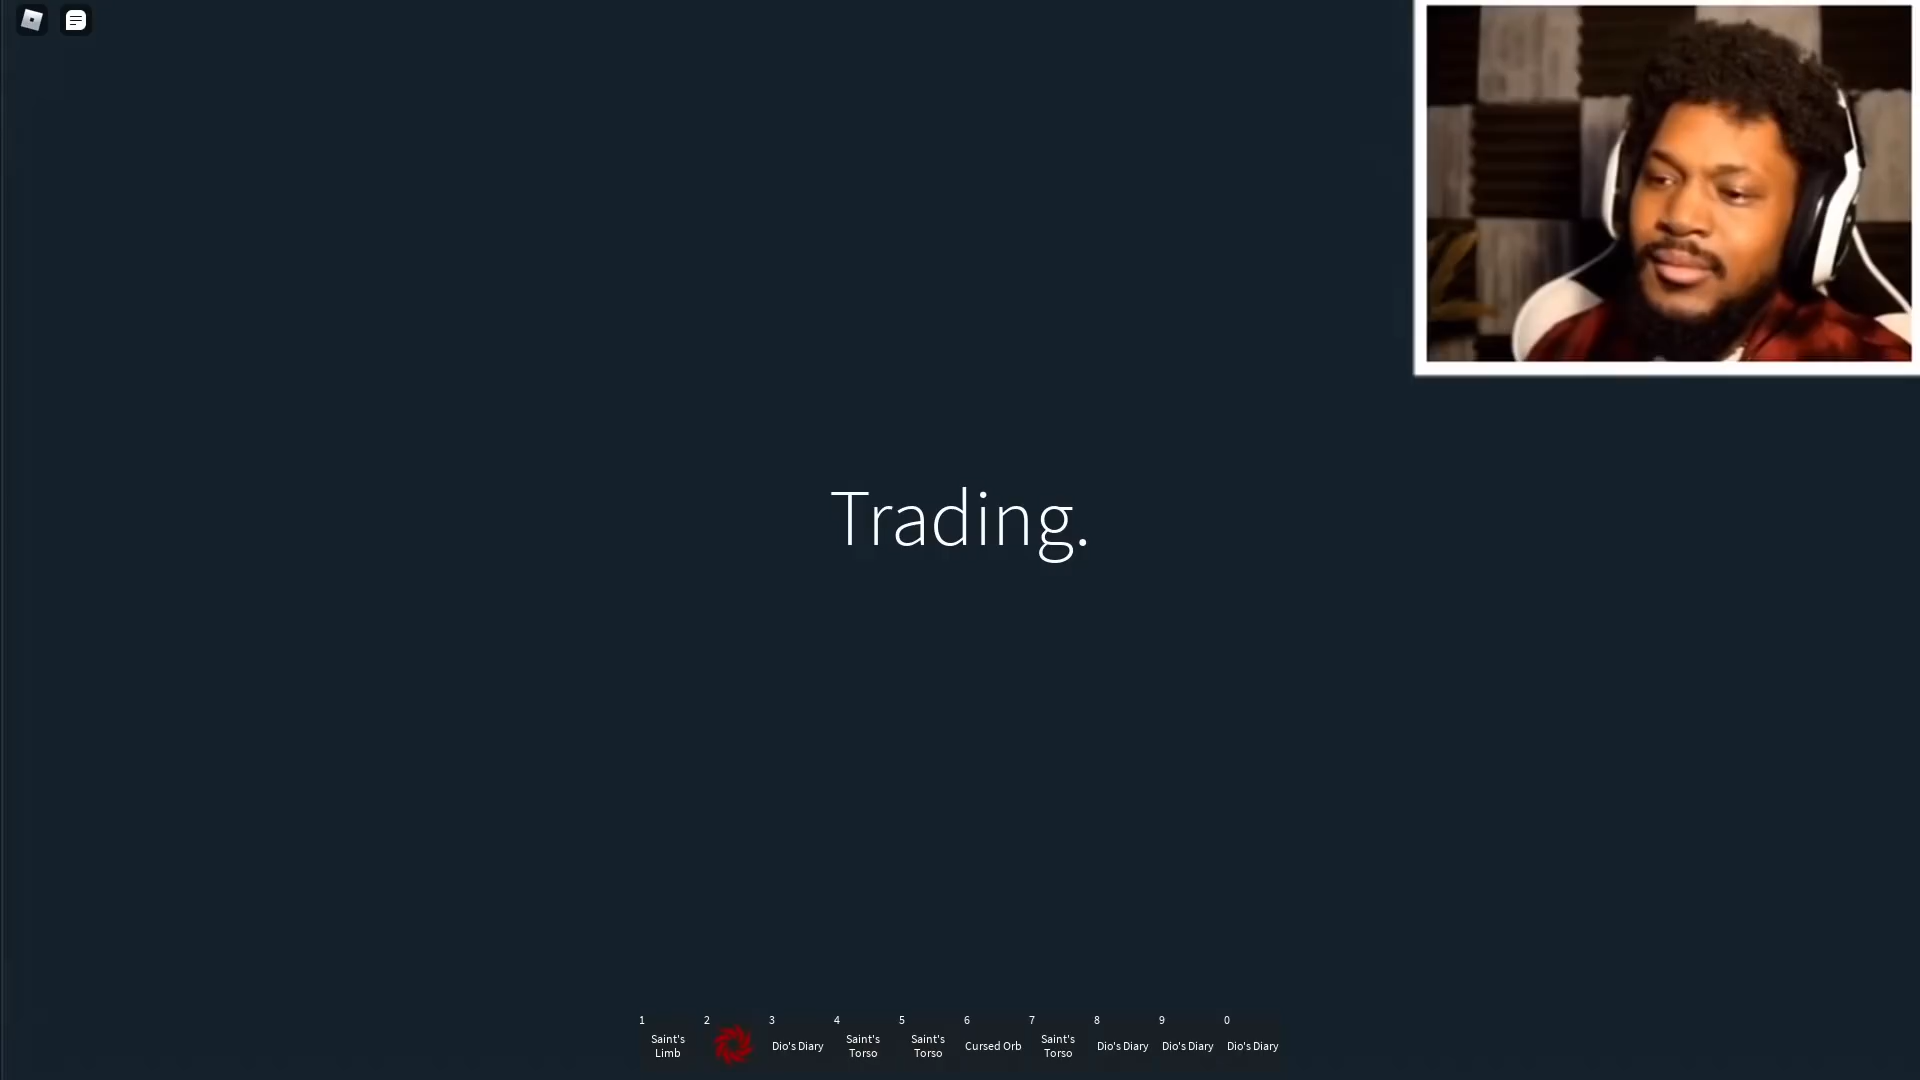 Trading.
1 2 3 4 5 6 7 8 9 0
Saint's
Limb
Dio's Diary
Saint's
Torso
Saint's
Torso
Cursed Orb
Saint's
Torso
Dio's Diary
Dio's Diary
Dio's Diary